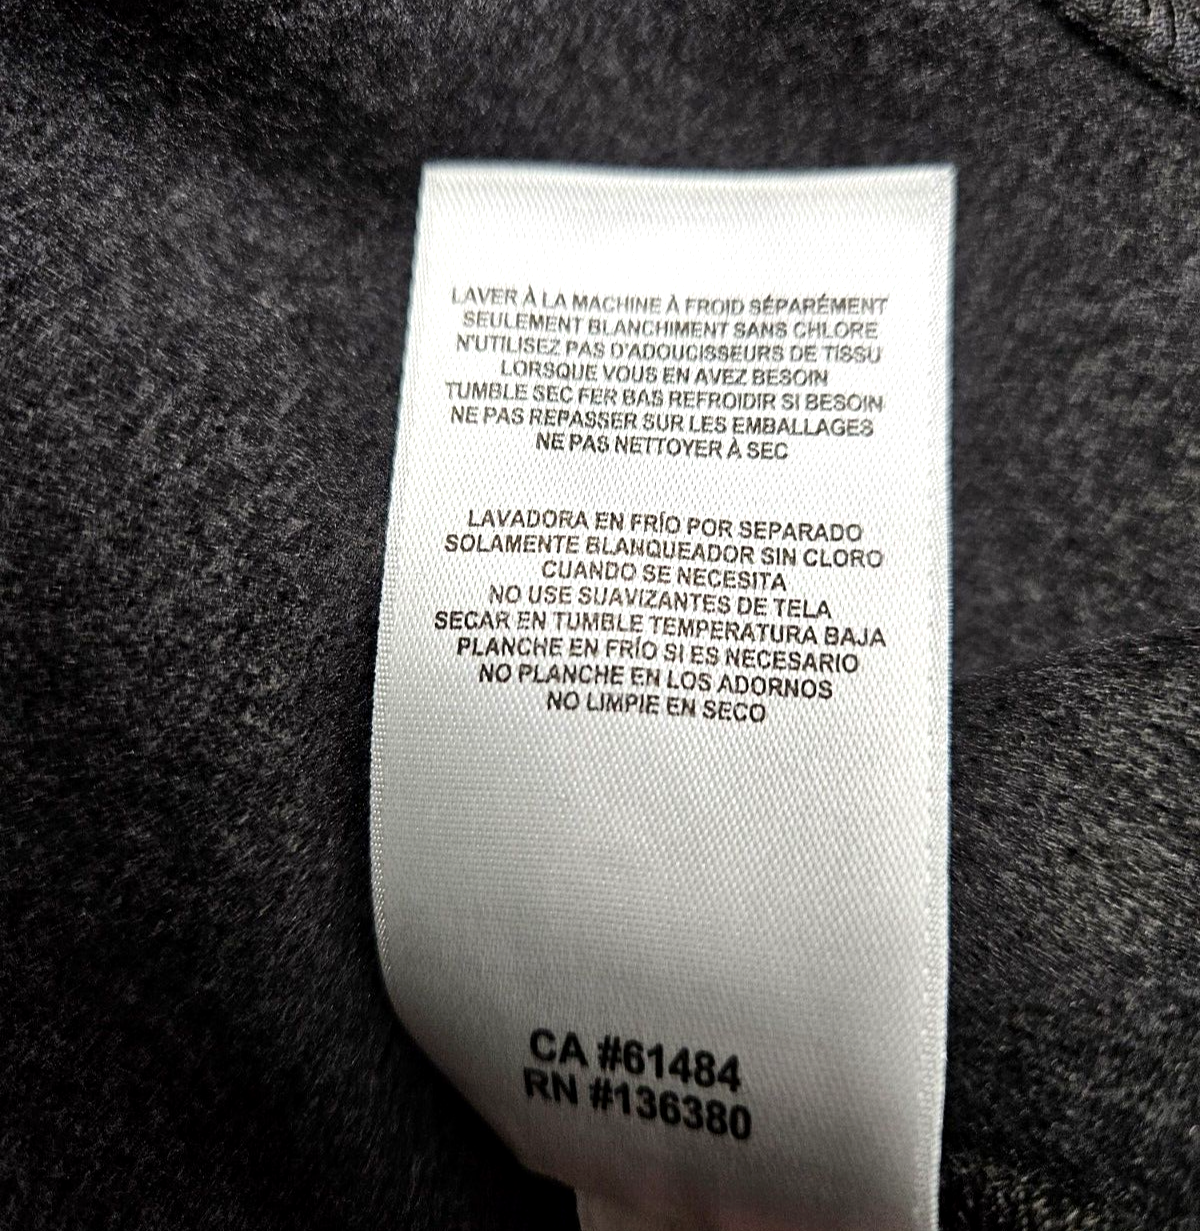 LAVER À LA MACHINE À FROID SÉPARÉMENT
SEULEMENT BLANCHIMENT SANS CHLORE
N'UTILISEZ PAS D'ADOUCISSEURS DE TISSU
LORSQUE VOUS EN AVEZ BESOIN
TUMBLE SEC FER BAS REFROIDIR SI BESOIN
NE PAS REPASSER SUR LES EMBALLAGES
NE PAS NETTOYER À SEC
LAVADORA EN FRÍO POR SEPARADO
SOLAMENTE BLANQUEADOR SIN CLORO
CUANDO SE NECESITA
NO USE SUAVIZANTES DE TELA
SECAR EN TUMBLE TEMPERATURA BAJA
PLANCHE EN FRÍO SI ES NECESARIO
NO PLANCHE EN LOS ADORNOS
NO LIMPIE EN SECO
CA #61484
RN #136380